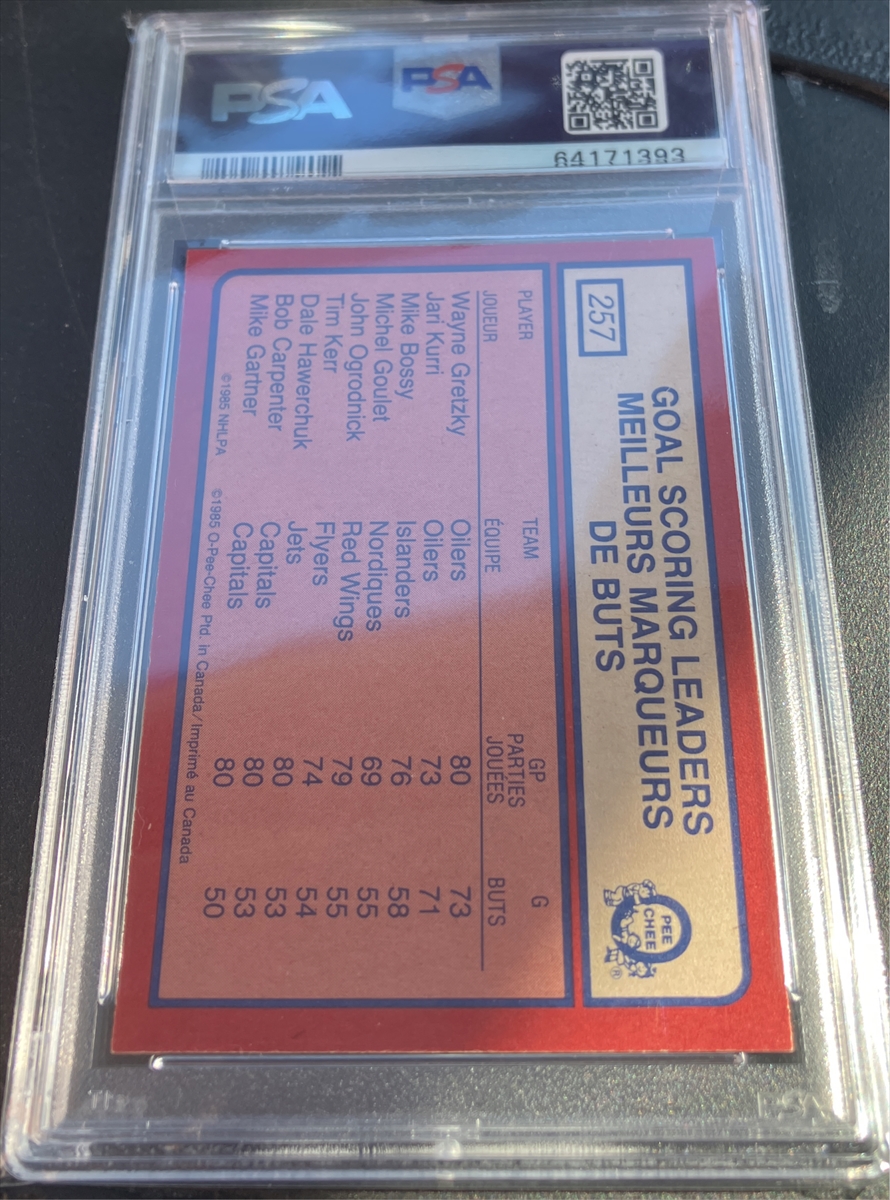 PSA
PSA
64171393
257
GOAL SCORING LEADERS
MEILLEURS MARQUEURS
DE BUTS
O PEE CHEE ®
PLAYER TEAM GP G
JOUEUR ÉQUIPE PARTIES JOUÉES BUTS
Wayne Gretzky Oilers 80 73
Jari Kurri Oilers 73 71
Mike Bossy Islanders 76 58
Michel Goulet Nordiques 69 55
John Ogrodnick Red Wings 79 55
Tim Kerr Flyers 74 54
Dale Hawerchuk Jets 80 53
Bob Carpenter Capitals 80 53
Mike Gartner Capitals 80 50
©1985 NHLPA ©1985 O-Pee-Chee Ptd. in Canada/Imprimé au Canada